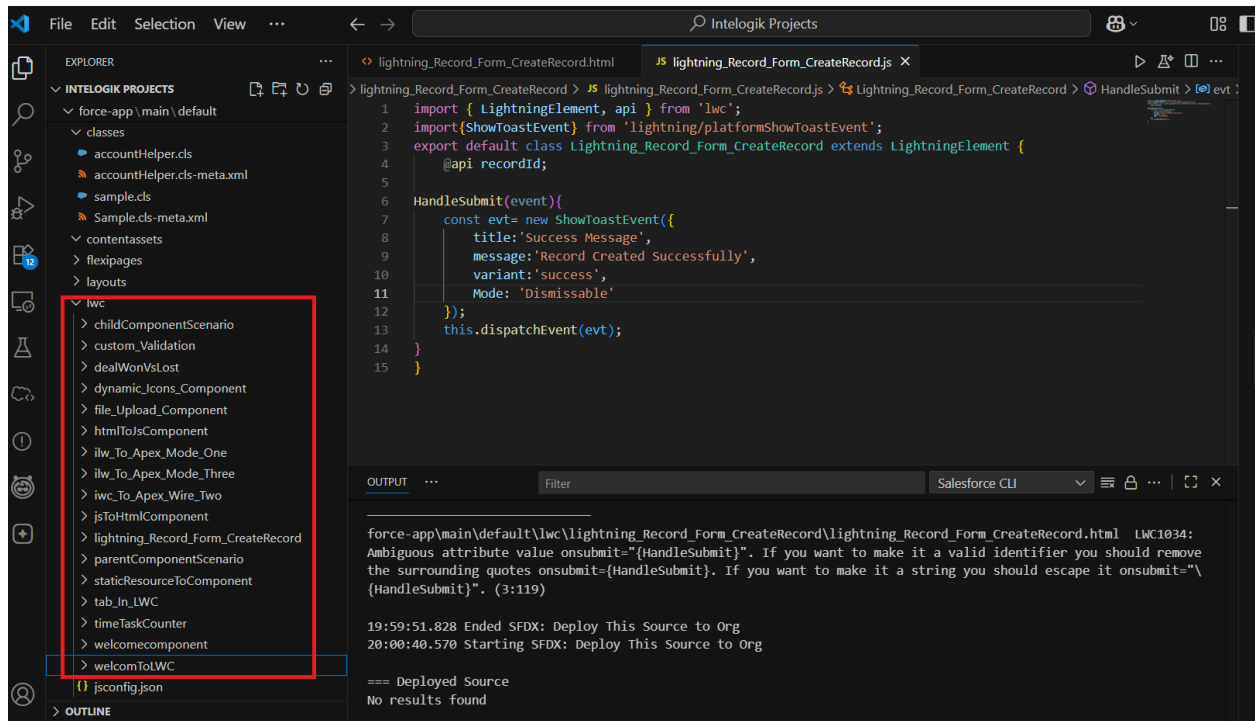 File Edit Selection View ··· ← → Intelogik Projects
EXPLORER ···
INTELOGIK PROJECTS
force-app\main\default
classes
accountHelper.cls
accountHelper.cls-meta.xml
sample.cls
Sample.cls-meta.xml
contentassets
flexipages
layouts
lwc
childComponentScenario
custom_Validation
dealWonVsLost
dynamic_Icons_Component
file_Upload_Component
htmlToJsComponent
ilw_To_Apex_Mode_One
ilw_To_Apex_Mode_Three
iwc_To_Apex_Wire_Two
jsToHtmlComponent
lightning_Record_Form_CreateRecord
parentComponentScenario
staticResourceToComponent
tab_In_LWC
timeTaskCounter
welcomecomponent
welcomToLWC
{} jsconfig.json
OUTLINE
12
<> lightning_Record_Form_CreateRecord.html JS lightning_Record_Form_CreateRecord.js ×
> lightning_Record_Form_CreateRecord > JS lightning_Record_Form_CreateRecord.js > Lightning_Record_Form_CreateRecord > HandleSubmit > evt >
1 import { LightningElement, api } from 'lwc';
2 import{ShowToastEvent} from 'lightning/platformShowToastEvent';
3 export default class Lightning_Record_Form_CreateRecord extends LightningElement {
4 @api recordId;
5
6 HandleSubmit(event){
7 const evt= new ShowToastEvent({
8 title:'Success Message',
9 message:'Record Created Successfully',
10 variant:'success',
11 Mode: 'Dismissable'
12 });
13 this.dispatchEvent(evt);
14 }
15 }
OUTPUT ··· Filter Salesforce CLI
force-app\main\default\lwc\lightning_Record_Form_CreateRecord\lightning_Record_Form_CreateRecord.html LWC1034:
Ambiguous attribute value onsubmit="{HandleSubmit}". If you want to make it a valid identifier you should remove
the surrounding quotes onsubmit={HandleSubmit}. If you want to make it a string you should escape it onsubmit="\
{HandleSubmit}". (3:119)
19:59:51.828 Ended SFDX: Deploy This Source to Org
20:00:40.570 Starting SFDX: Deploy This Source to Org
=== Deployed Source
No results found